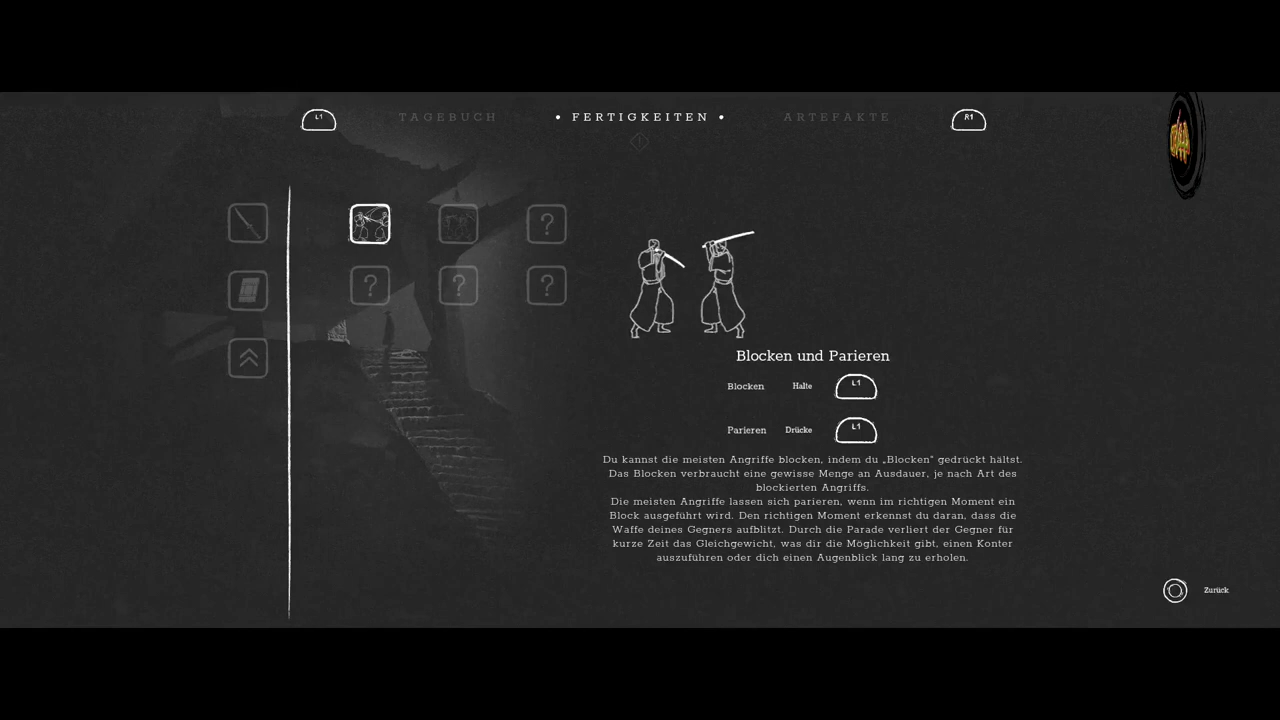 L1
TAGEBUCH
• FERTIGKEITEN •
ARTEFAKTE
R1
!
?
? ? ?
Blocken und Parieren
Blocken Halte L1
Parieren Drücke L1
Du kannst die meisten Angriffe blocken, indem du „Blocken“ gedrückt hältst.
Das Blocken verbraucht eine gewisse Menge an Ausdauer, je nach Art des
blockierten Angriffs.
Die meisten Angriffe lassen sich parieren, wenn im richtigen Moment ein
Block ausgeführt wird. Den richtigen Moment erkennst du daran, dass die
Waffe deines Gegners aufblitzt. Durch die Parade verliert der Gegner für
kurze Zeit das Gleichgewicht, was dir die Möglichkeit gibt, einen Konter
auszuführen oder dich einen Augenblick lang zu erholen.
Zurück